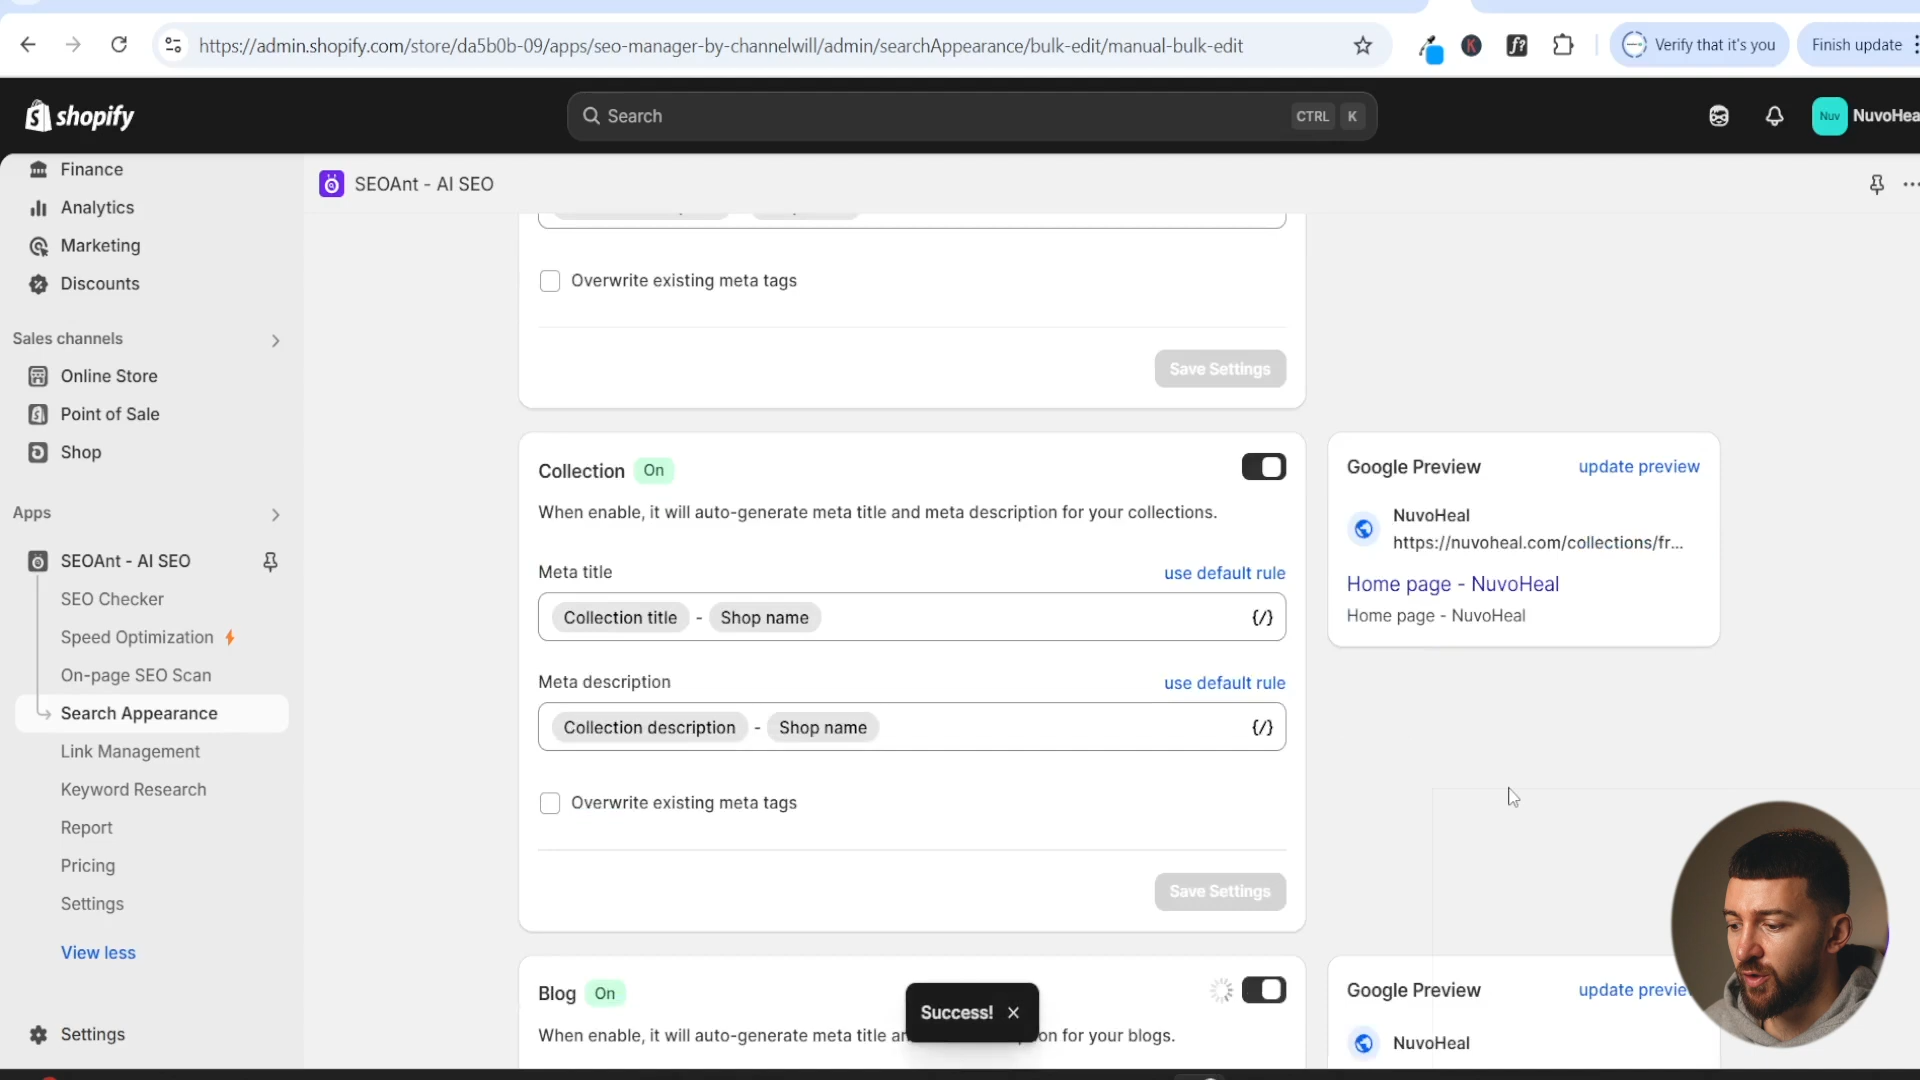 https://admin.shopify.com/store/da5b0b-09/apps/seo-manager-by-channelwill/admin/searchAppearance/bulk-edit/manual-bulk-edit
Verify that it's you
Finish update
shopify
Search
CTRL K
Nuv
NuvoHea
Finance
Analytics
Marketing
Discounts
Sales channels
Online Store
Point of Sale
Shop
Apps
SEOAnt - AI SEO
SEO Checker
Speed Optimization
On-page SEO Scan
Search Appearance
Link Management
Keyword Research
Report
Pricing
Settings
View less
Settings
SEOAnt - AI SEO
Overwrite existing meta tags
Save Settings
Collection On
When enable, it will auto-generate meta title and meta description for your collections.
Meta title
use default rule
Collection title - Shop name {/}
Meta description
use default rule
Collection description - Shop name {/}
Overwrite existing meta tags
Save Settings
Google Preview
update preview
NuvoHeal
https://nuvoheal.com/collections/fr...
Home page - NuvoHeal
Home page - NuvoHeal
Blog On
When enable, it will auto-generate meta title an
on for your blogs.
Success! ×
Google Preview
update previe
NuvoHeal